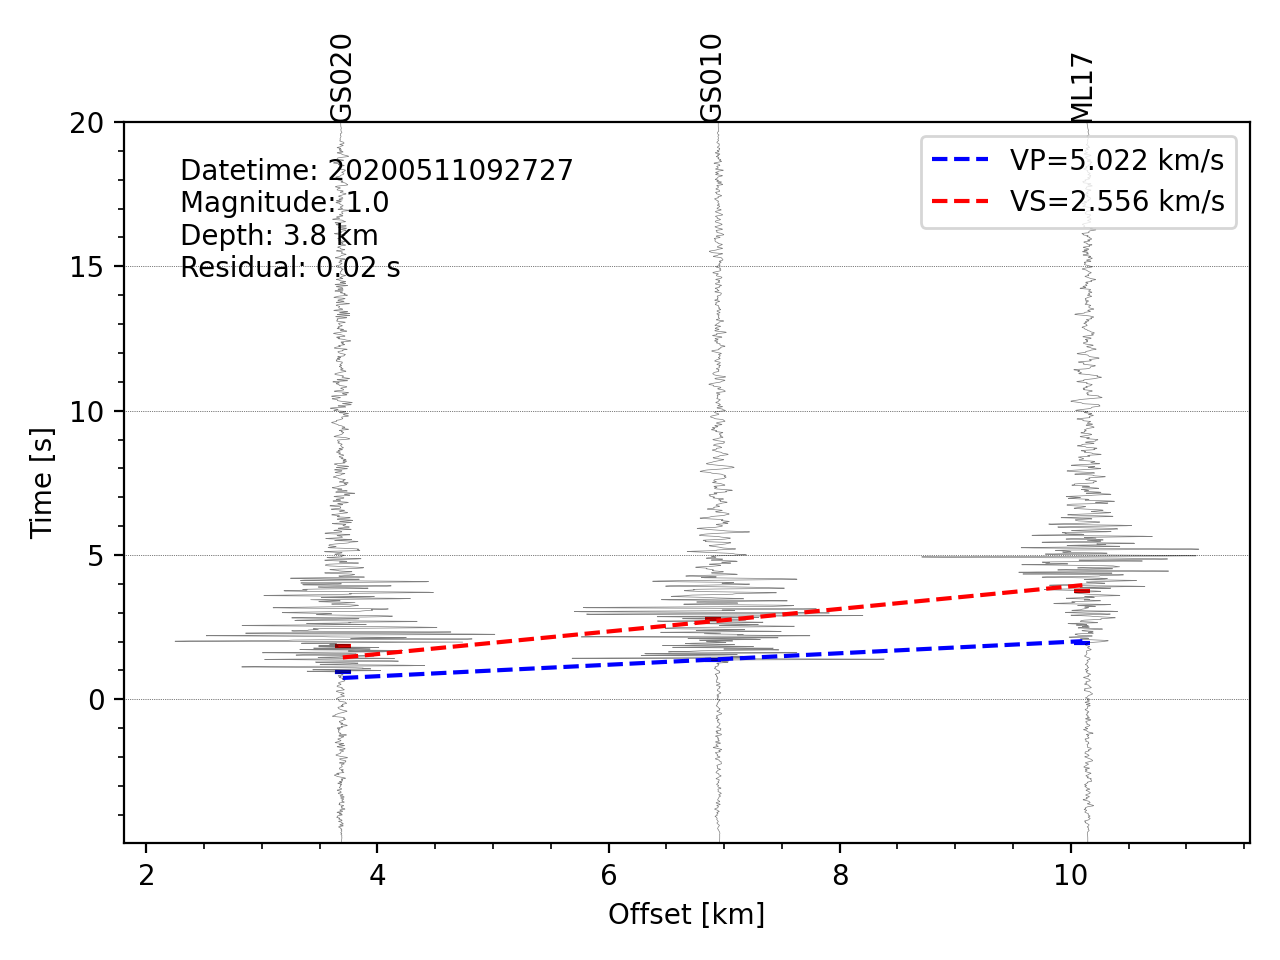 GS020
GS010
ML17
Datetime: 20200511092727
Magnitude: 1.0
Depth: 3.8 km
Residual: 0.02 s
VP=5.022 km/s
VS=2.556 km/s
20
15
10
5
0
Time [s]
2
4
6
8
10
Offset [km]